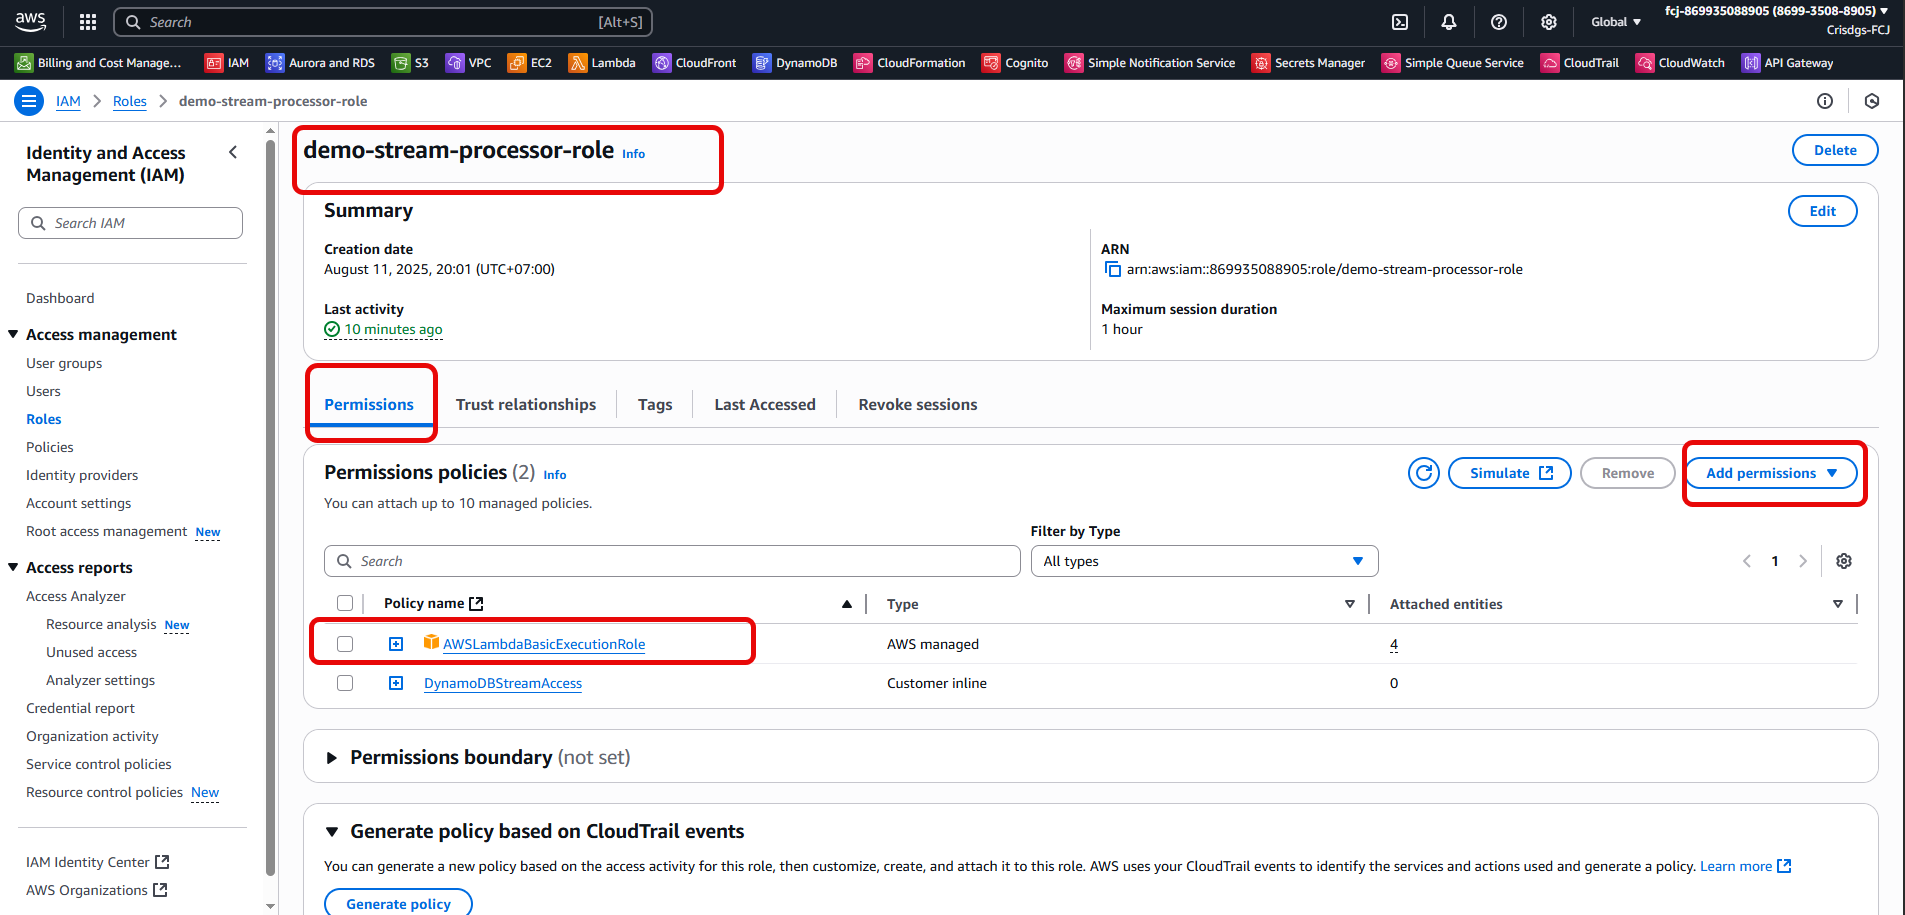 aws
Search [Alt+S]
Global
fcj-869935088905 (8699-3508-8905)
Crisdgs-FCJ
Billing and Cost Manage... IAM Aurora and RDS S3 VPC EC2 Lambda CloudFront DynamoDB CloudFormation Cognito Simple Notification Service Secrets Manager Simple Queue Service CloudTrail CloudWatch API Gateway
IAM Roles demo-stream-processor-role
Identity and Access
Management (IAM)
Search IAM
Dashboard
Access management
User groups
Users
Roles
Policies
Identity providers
Account settings
Root access management New
Access reports
Access Analyzer
Resource analysis New
Unused access
Analyzer settings
Credential report
Organization activity
Service control policies
Resource control policies New
IAM Identity Center
AWS Organizations
demo-stream-processor-role Info
Delete
Summary
Edit
Creation date
August 11, 2025, 20:01 (UTC+07:00)
ARN
arn:aws:iam::869935088905:role/demo-stream-processor-role
Last activity
10 minutes ago
Maximum session duration
1 hour
Permissions Trust relationships Tags Last Accessed Revoke sessions
Permissions policies (2) Info
Simulate Remove Add permissions
You can attach up to 10 managed policies.
Filter by Type
Search
All types
1
Policy name Type Attached entities
AWSLambdaBasicExecutionRole AWS managed 4
DynamoDBStreamAccess Customer inline 0
Permissions boundary (not set)
Generate policy based on CloudTrail events
You can generate a new policy based on the access activity for this role, then customize, create, and attach it to this role. AWS uses your CloudTrail events to identify the services and actions used and generate a policy. Learn more
Generate policy